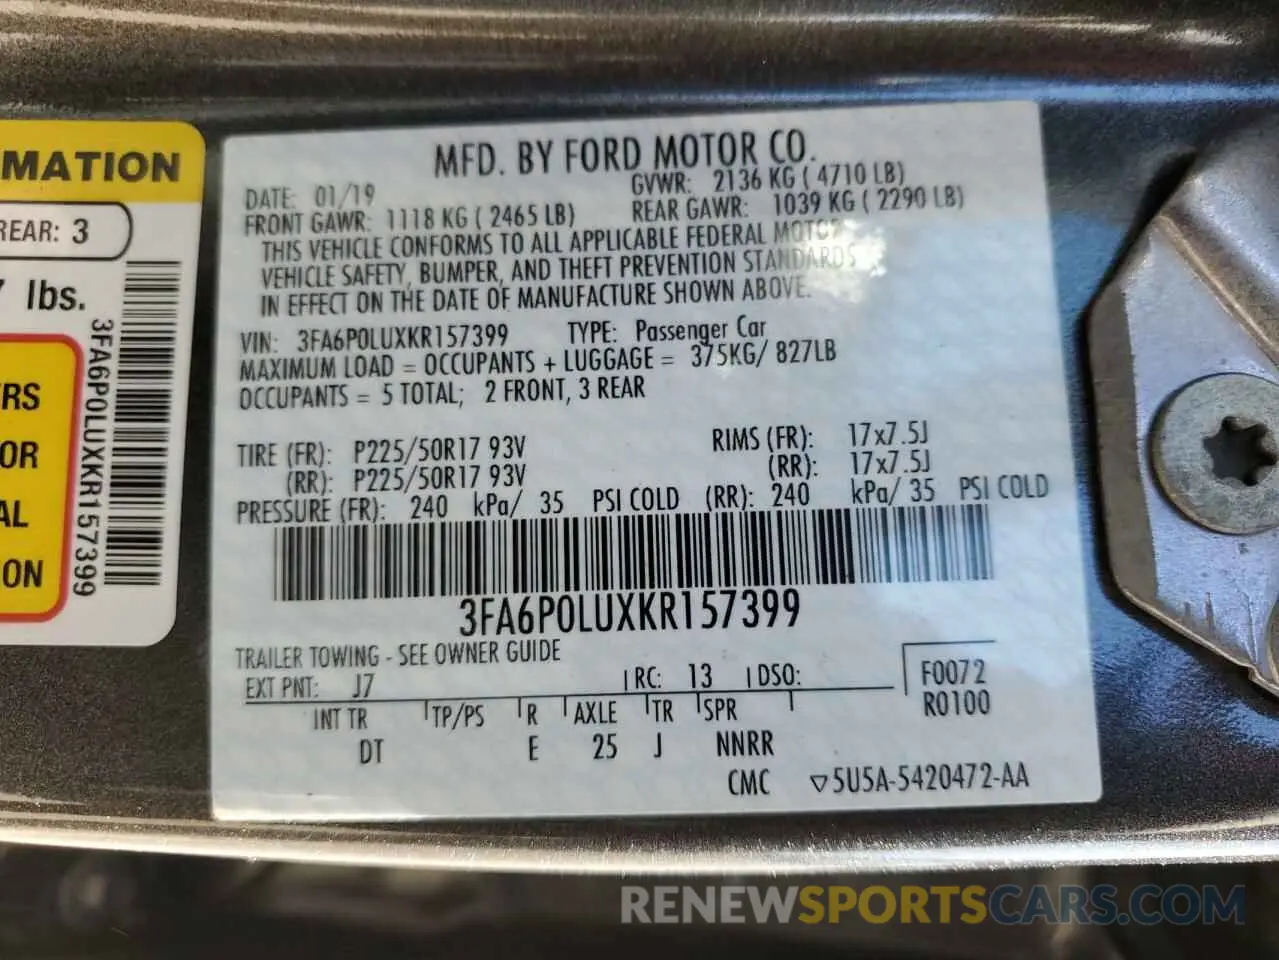 MATION
REAR: 3
lbs.
3FA6P0LUXKR157399
RS
OR
AL
ON
MFD. BY FORD MOTOR CO.
DATE: 01/19
GVWR: 2136 KG ( 4710 LB)
FRONT GAWR: 1118 KG ( 2465 LB)
REAR GAWR: 1039 KG ( 2290 LB)
THIS VEHICLE CONFORMS TO ALL APPLICABLE FEDERAL MOTOR
VEHICLE SAFETY, BUMPER, AND THEFT PREVENTION STANDARDS
IN EFFECT ON THE DATE OF MANUFACTURE SHOWN ABOVE.
VIN: 3FA6P0LUXKR157399 TYPE: Passenger Car
MAXIMUM LOAD = OCCUPANTS + LUGGAGE = 375KG/ 827LB
OCCUPANTS = 5 TOTAL; 2 FRONT, 3 REAR
TIRE (FR): P225/50R17 93V RIMS (FR): 17x7.5J
(RR): P225/50R17 93V (RR): 17x7.5J
PRESSURE (FR): 240 kPa/ 35 PSI COLD (RR): 240 kPa/ 35 PSI COLD
3FA6P0LUXKR157399
TRAILER TOWING - SEE OWNER GUIDE
EXT PNT: J7 RC: 13 DSO: F0072
R0100
INT TR TP/PS R AXLE TR SPR
DT E 25 J NNRR
CMC ▽5U5A-5420472-AA
RENEWSPORTSCARS.COM